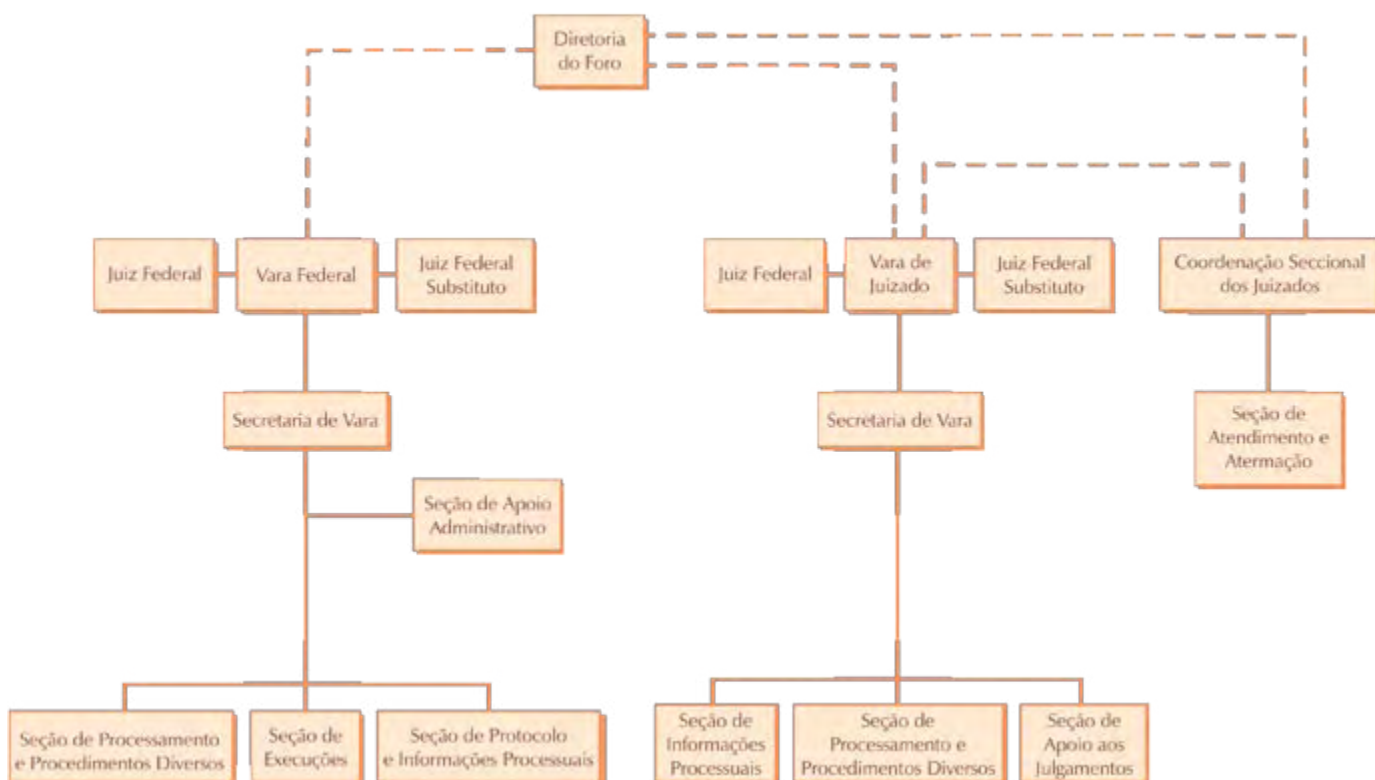 Diretoria
do Foro
Juiz Federal
Vara Federal
Juiz Federal
Substituto
Juiz Federal
Vara de
Juizado
Juiz Federal
Substituto
Coordenação Seccional
dos Juizados
Secretaria de Vara
Secretaria de Vara
Seção de
Atendimento e
Atermação
Seção de Apoio
Administrativo
Seção de Processamento
e Procedimentos Diversos
Seção de
Execuções
Seção de Protocolo
e Informações Processuais
Seção de
Informações
Processuais
Seção de
Processamento e
Procedimentos Diversos
Seção de
Apoio aos
Julgamentos